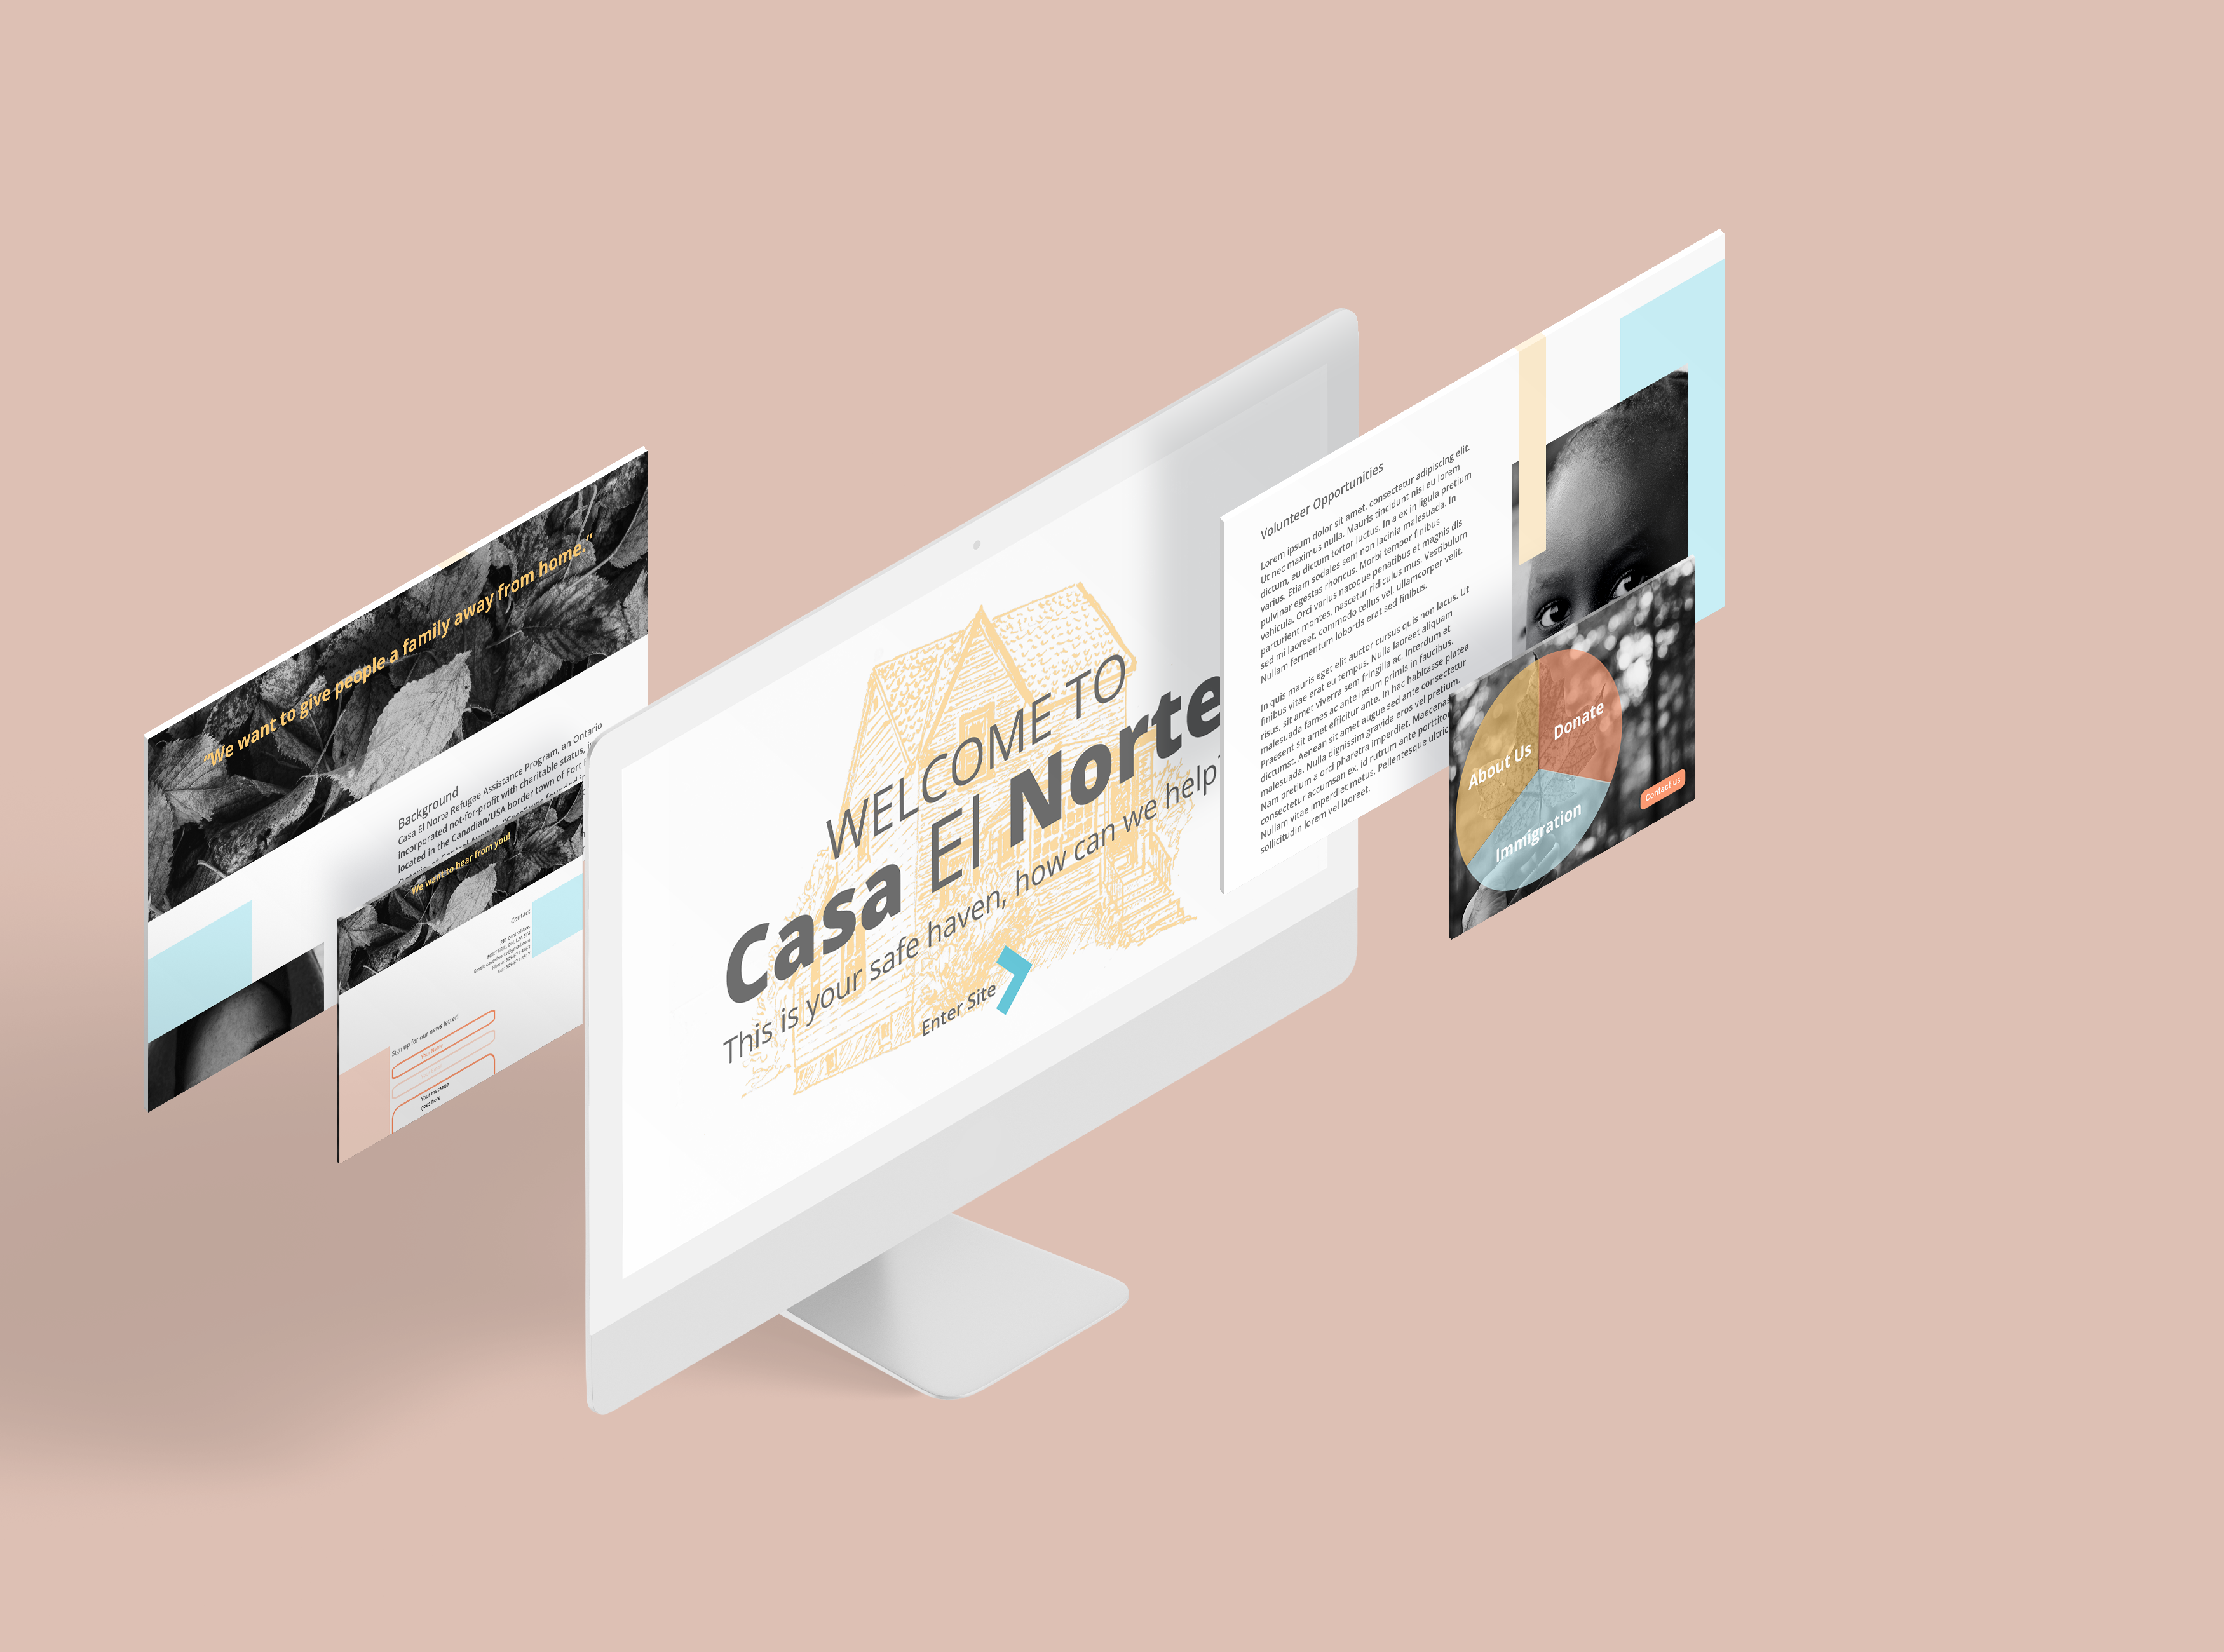 "We want to give people a family away from home."
Background
Casa El Norte Refugee Assistance Program, an Ontario
incorporated not-for-profit with charitable status,
located in the Canadian/USA border town of Fort
We want to hear from you!
Contact
Sign up for our news letter!
Your Name
Your message
goes here
WELCOME TO
Casa El Norte
This is your safe haven, how can we help
Enter Site
Volunteer Opportunities
Lorem ipsum dolor sit amet, consectetur adipiscing elit.
Ut nec maximus nulla. Mauris tincidunt nisi eu lorem
dictum, eu dictum tortor luctus. In a ex in ligula pretium
varius. Etiam sodales sem non lacinia malesuada. In
pulvinar egestas rhoncus. Morbi tempor finibus
vehicula. Orci varius natoque penatibus et magnis dis
parturient montes, nascetur ridiculus mus. Vestibulum
sed mi laoreet, commodo tellus vel, ullamcorper velit.
Nullam fermentum lobortis erat sed finibus.
In quis mauris eget elit auctor cursus quis non lacus. Ut
finibus vitae erat eu tempus. Nulla laoreet aliquam
risus, sit amet viverra sem fringilla ac. Interdum et
malesuada fames ac ante ipsum primis in faucibus.
Praesent sit amet efficitur ante. In hac habitasse platea
dictumst. Aenean sit amet augue sed ante consectetur
malesuada. Nulla dignissim gravida eros vel pretium.
Nam pretium a orci pharetra imperdiet. Maecenas
consectetur accumsan ex, id rutrum ante
Nullam vitae imperdiet metus. Pellentesque
sollicitudin lorem vel laoreet.
About Us
Donate
Immigration
Contact us